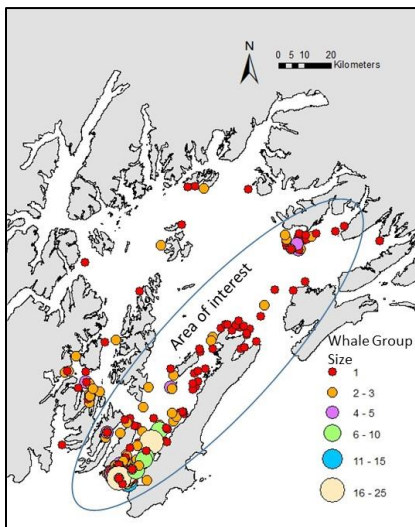 N
0 5 10 20
Kilometers
Area of interest
Whale Group
Size
1
2 - 3
4 - 5
6 - 10
11 - 15
16 - 25